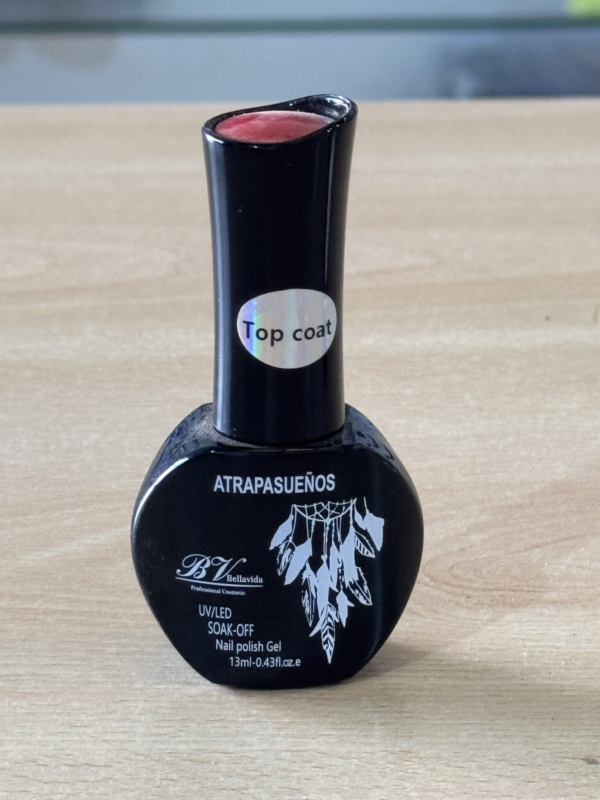 Top coat
ATRAPASUEÑOS
BV Bellavida
Professional Cosmetic
UV/LED
SOAK-OFF
Nail polish Gel
13ml-0.43fl.oz.e